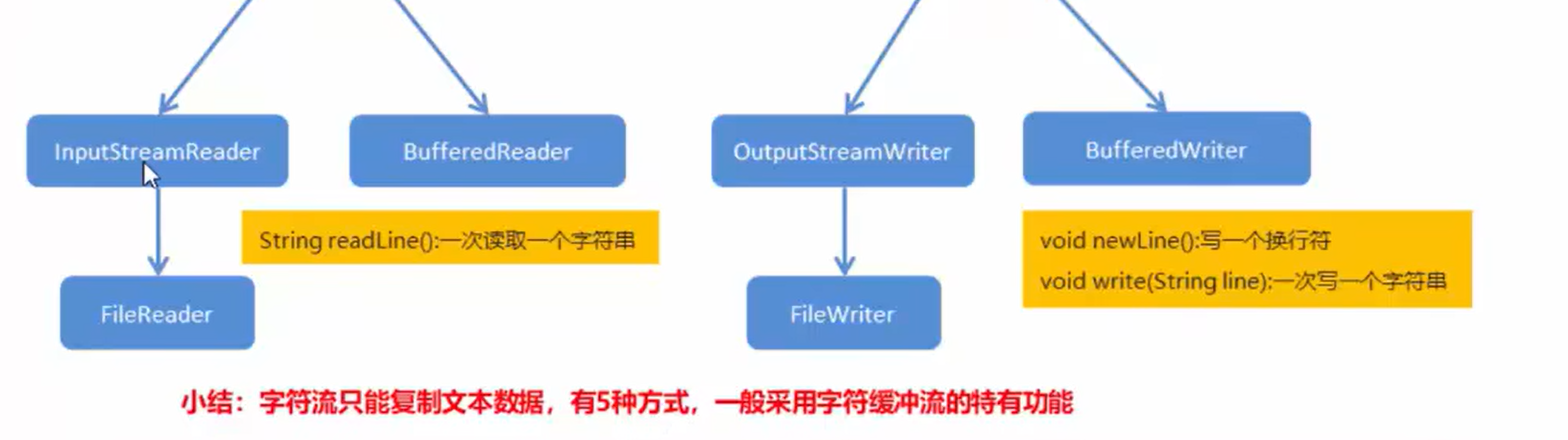 InputStreamReader
BufferedReader
OutputStreamWriter
BufferedWriter
String readLine():一次读取一个字符串
void newLine():写一个换行符
void write(String line):一次写一个字符串
FileReader
FileWriter
小结：字符流只能复制文本数据，有5种方式，一般采用字符缓冲流的特有功能